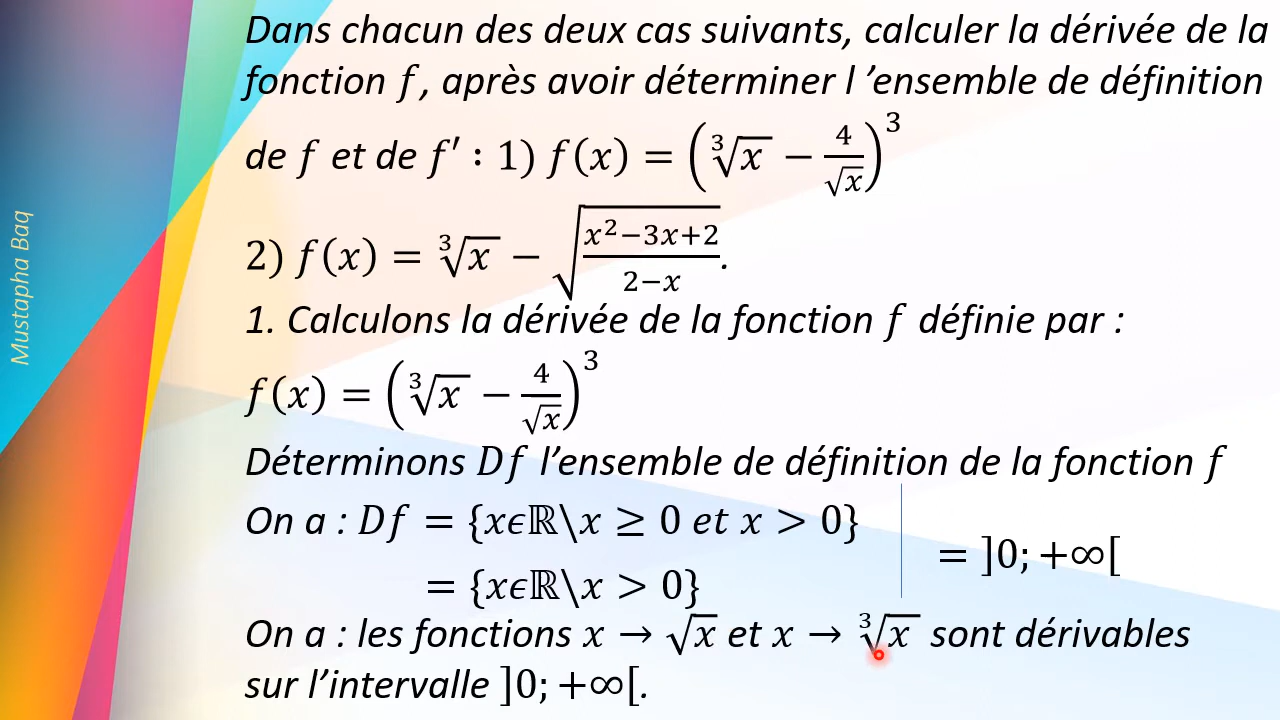 Dans chacun des deux cas suivants, calculer la dérivée de la
fonction f, après avoir déterminer l ’ensemble de définition
de f et de f′ : 1) f(x) = (∛x − 4/√x)³
2) f(x) = ∛x − √((x²−3x+2)/(2−x)).
1. Calculons la dérivée de la fonction f définie par :
f(x) = (∛x − 4/√x)³
Déterminons Df l’ensemble de définition de la fonction f
On a : Df = {xϵℝ\x ≥ 0 et x > 0}
= {xϵℝ\x > 0}
= ]0; +∞[
On a : les fonctions x → √x et x → ∛x sont dérivables
sur l’intervalle ]0; +∞[.
Mustapha Baq